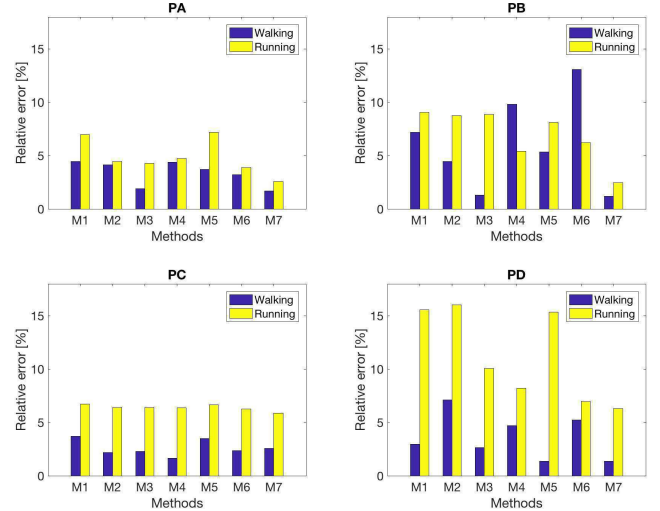 PA
Walking
Running
Relative error [%]
15
10
5
0
M1 M2 M3 M4 M5 M6 M7
Methods
PB
Walking
Running
Relative error [%]
15
10
5
0
M1 M2 M3 M4 M5 M6 M7
Methods
PC
Walking
Running
Relative error [%]
15
10
5
0
M1 M2 M3 M4 M5 M6 M7
Methods
PD
Walking
Running
Relative error [%]
15
10
5
0
M1 M2 M3 M4 M5 M6 M7
Methods